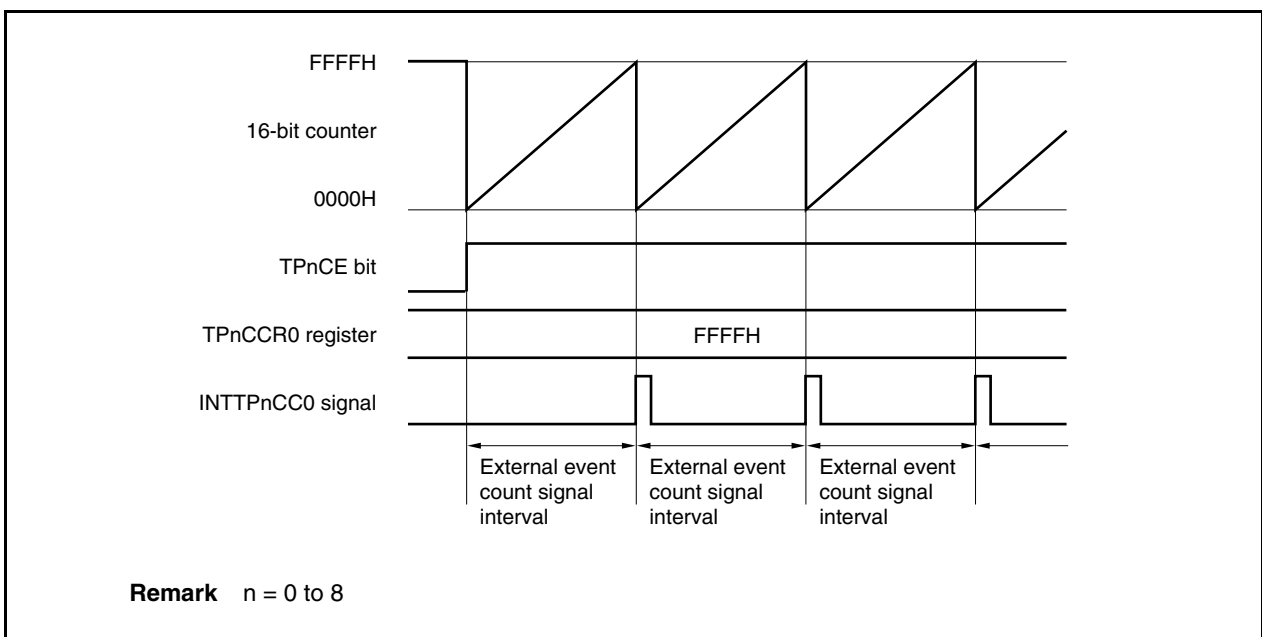 FFFFH
16-bit counter
0000H
TPnCE bit
TPnCCR0 register
FFFFH
INTTPnCC0 signal
External event
count signal
interval
External event
count signal
interval
External event
count signal
interval
Remark n = 0 to 8